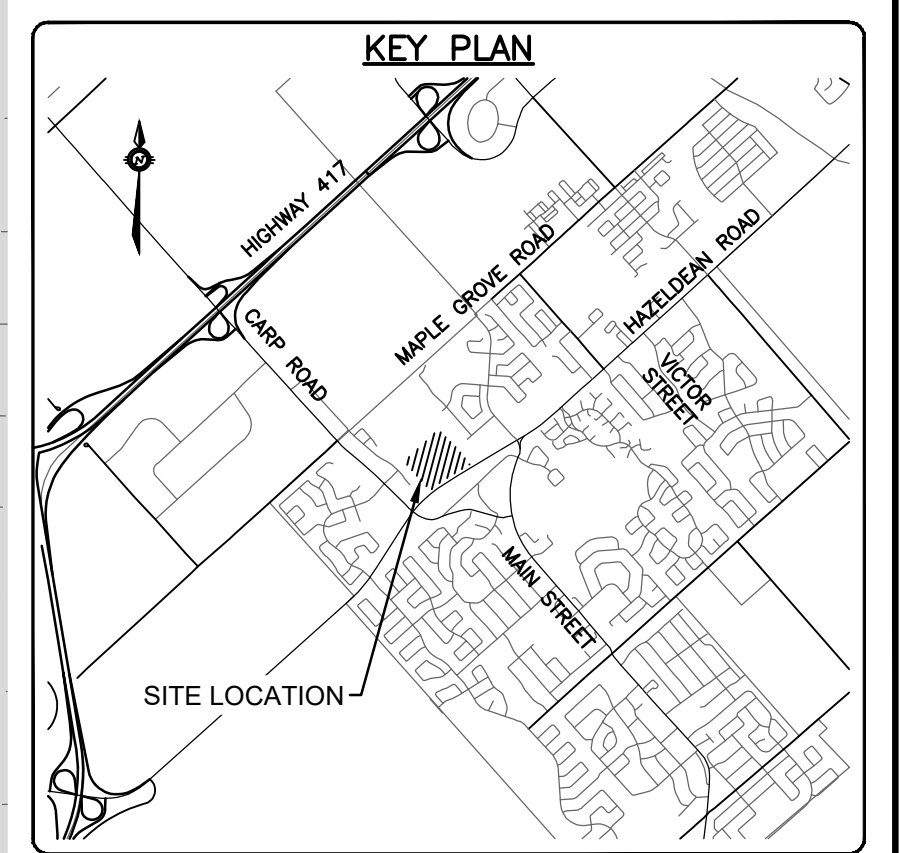 KEY PLAN
N
HIGHWAY 417
MAPLE GROVE ROAD
HAZELDEAN ROAD
CARP ROAD
VICTOR
STREET
MAIN STREET
SITE LOCATION